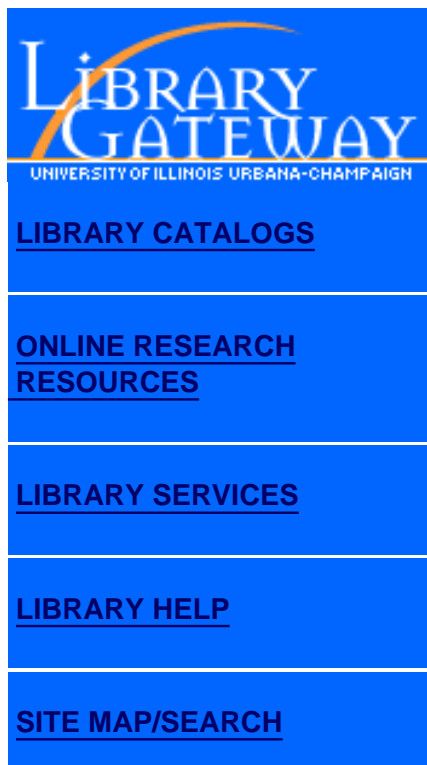 LIBRARY
GATEWAY
UNIVERSITY OF ILLINOIS URBANA-CHAMPAIGN
LIBRARY CATALOGS
ONLINE RESEARCH
RESOURCES
LIBRARY SERVICES
LIBRARY HELP
SITE MAP/SEARCH